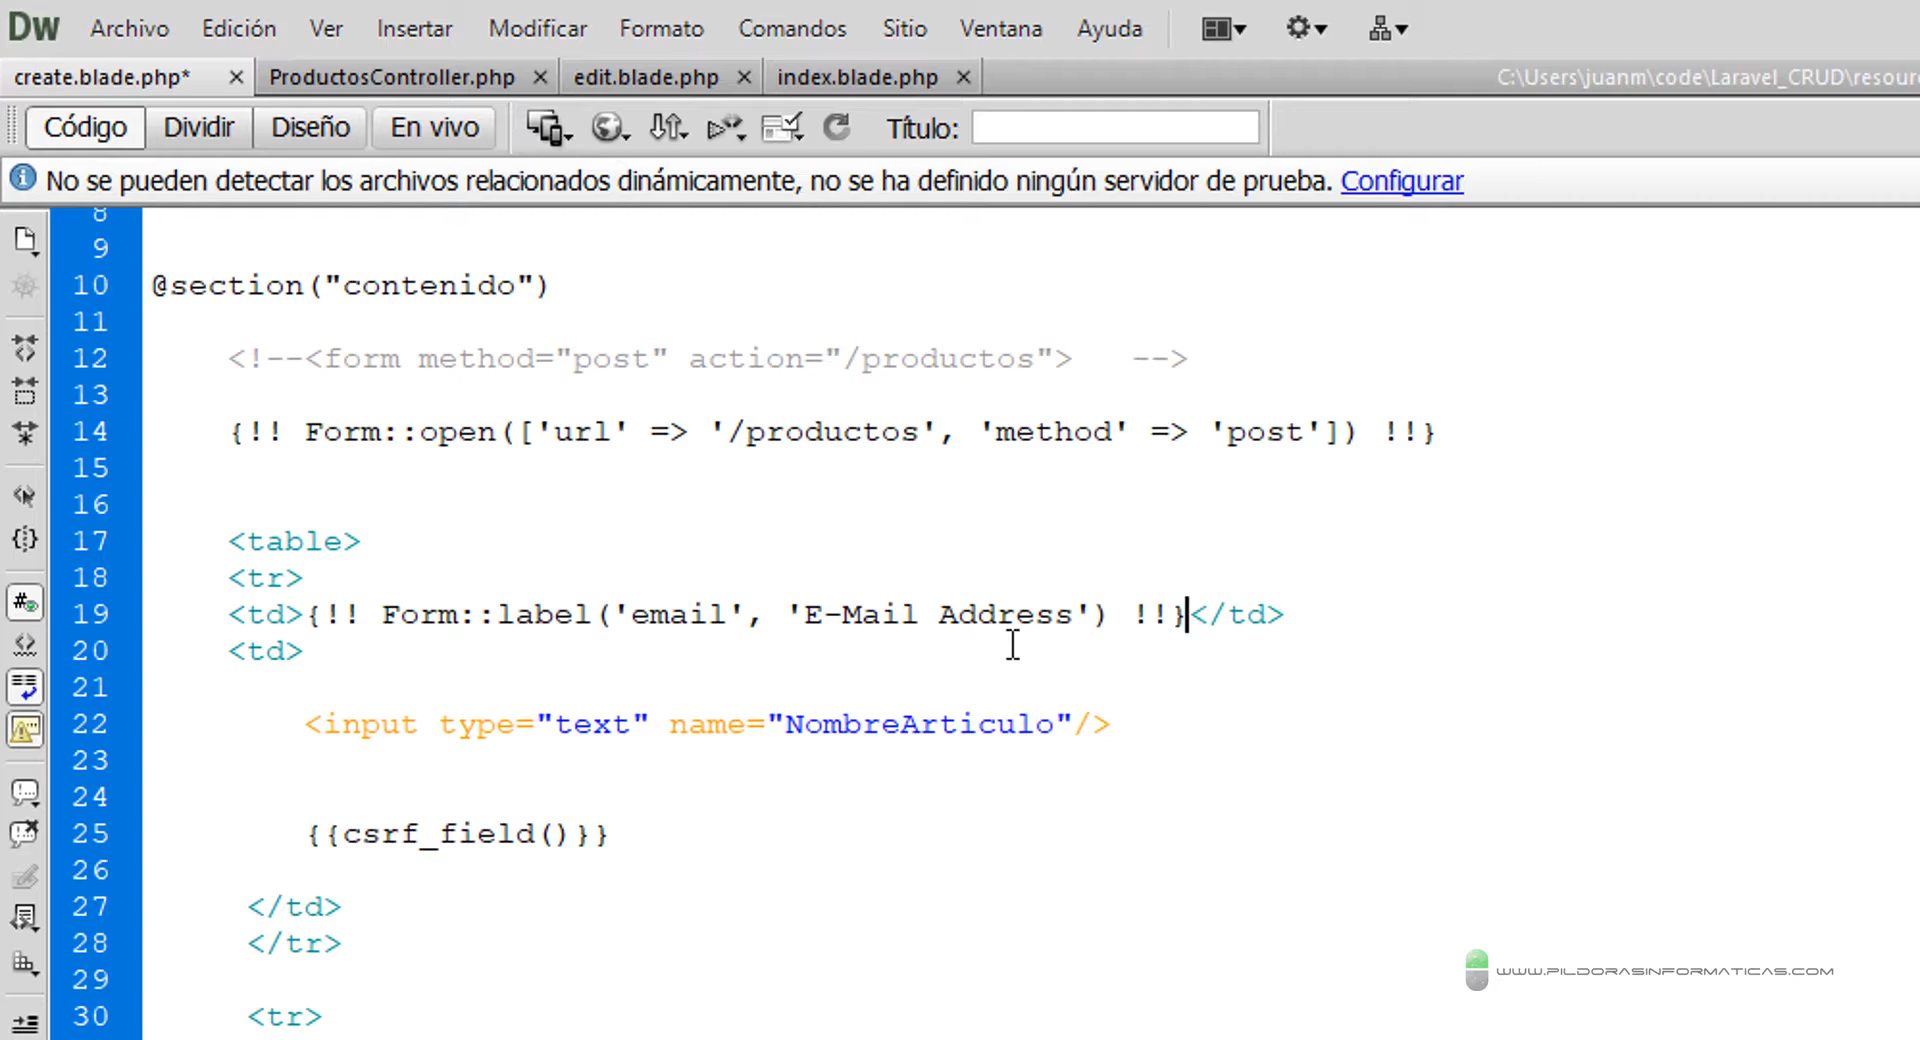 Dw Archivo Edición Ver Insertar Modificar Formato Comandos Sitio Ventana Ayuda
create.blade.php* ProductosController.php edit.blade.php index.blade.php C:\Users\juanm\code\Laravel_CRUD\resour
Código Dividir Diseño En vivo Título:
No se pueden detectar los archivos relacionados dinámicamente, no se ha definido ningún servidor de prueba. Configurar
8
9
10 @section("contenido")
11
12 <!--<form method="post" action="/productos"> -->
13
14 {!! Form::open(['url' => '/productos', 'method' => 'post']) !!}
15
16
17 <table>
18 <tr>
19 <td>{!! Form::label('email', 'E-Mail Address') !!}</td>
20 <td>
21
22 <input type="text" name="NombreArticulo"/>
23
24
25 {{csrf_field()}}
26
27 </td>
28 </tr>
29
30 <tr>
WWW.PILDORASINFORMATICAS.COM